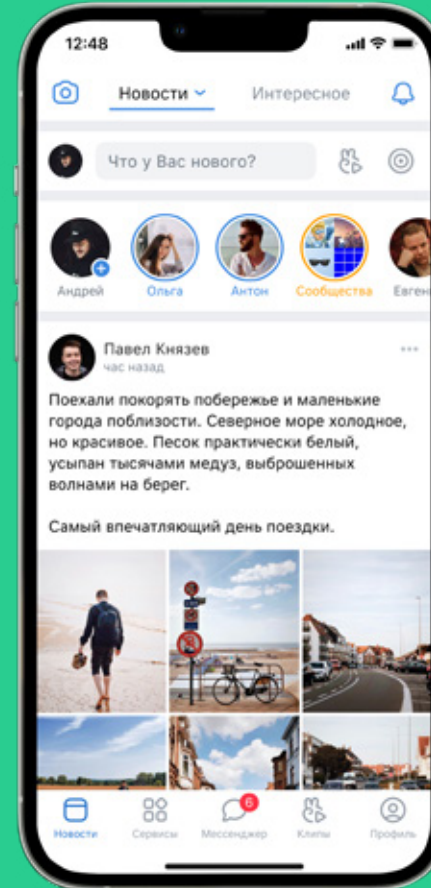 12:48
Новости
Интересное
Что у Вас нового?
Андрей
Ольга
Антон
Сообщества
Евген
Павел Князев
час назад
Поехали покорять побережье и маленькие
города поблизости. Северное море холодное,
но красивое. Песок практически белый,
усыпан тысячами медуз, выброшенных
волнами на берег.
Самый впечатляющий день поездки.
6
Новости
Сервисы
Мессенджер
Клипы
Профиль